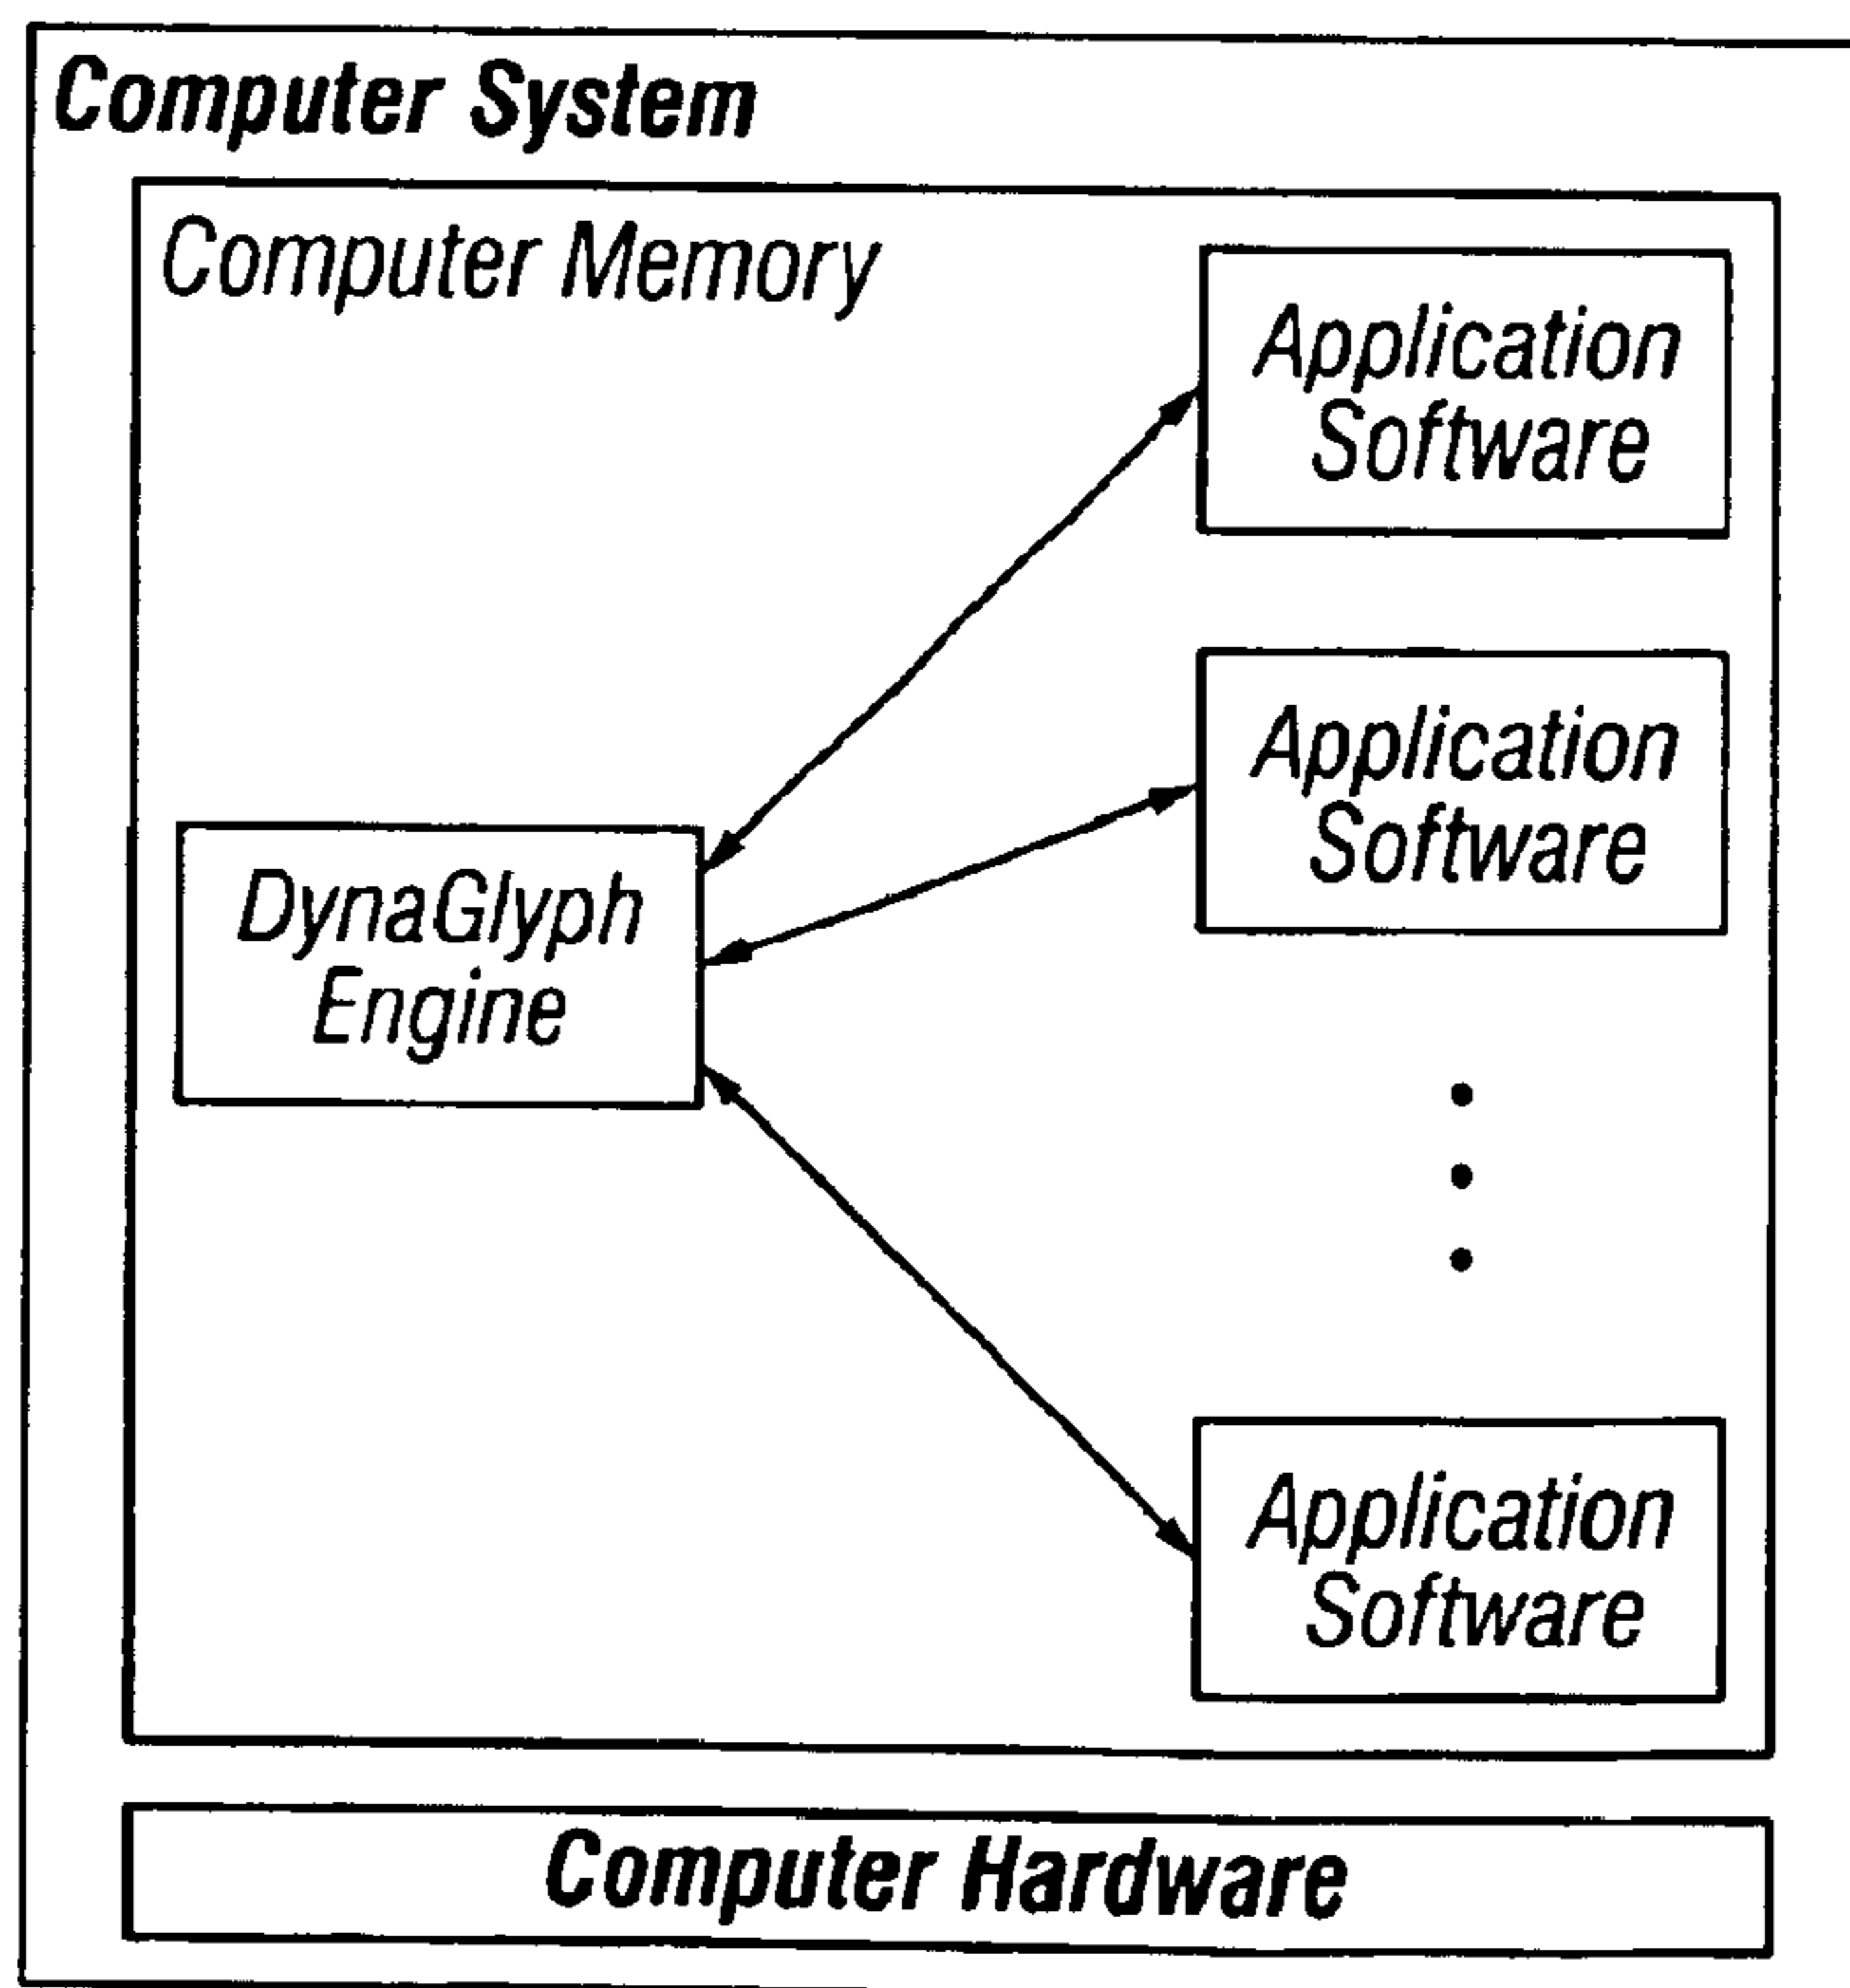 Computer System
Computer Memory
Application
Software
Application
Software
DynaGlyph
Engine
Application
Software
Computer Hardware